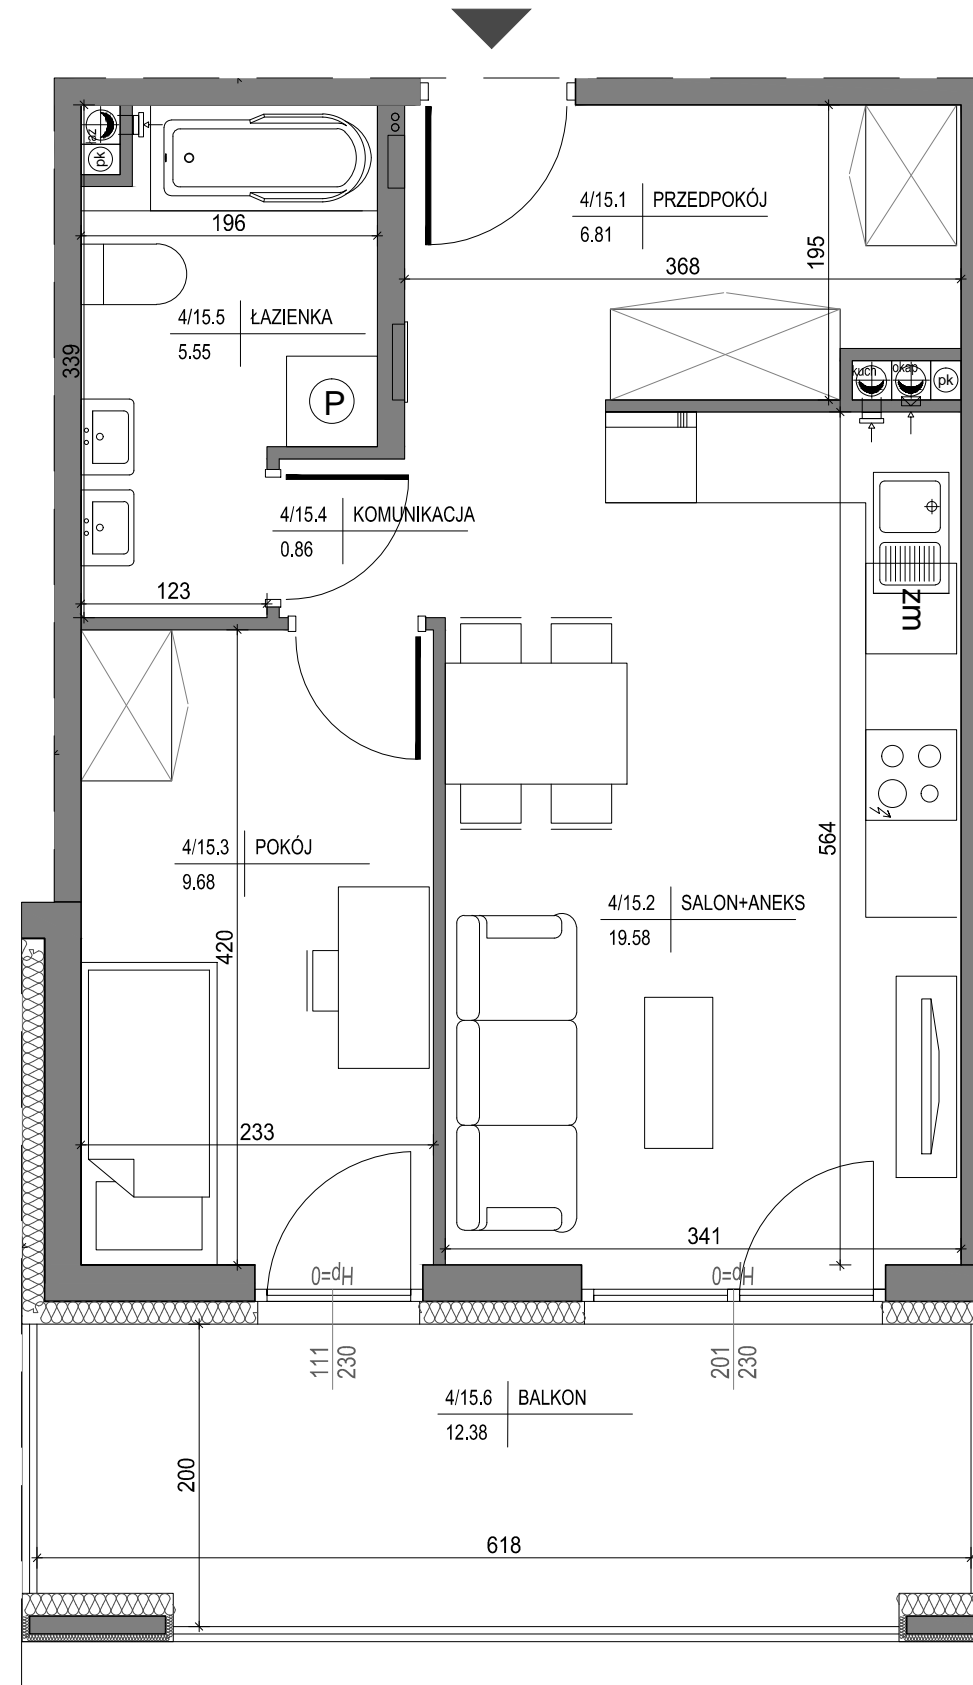 łaz
pk
196
4/15.1 PRZEDPOKÓJ
6.81
195
368
4/15.5 ŁAZIENKA
5.55
339
P
kuch
okap
pk
4/15.4 KOMUNIKACJA
0.86
123
zm
4/15.3 POKÓJ
9.68
564
4/15.2 SALON+ANEKS
19.58
420
233
341
Hp=0
Hp=0
111
230
201
230
4/15.6 BALKON
12.38
200
618